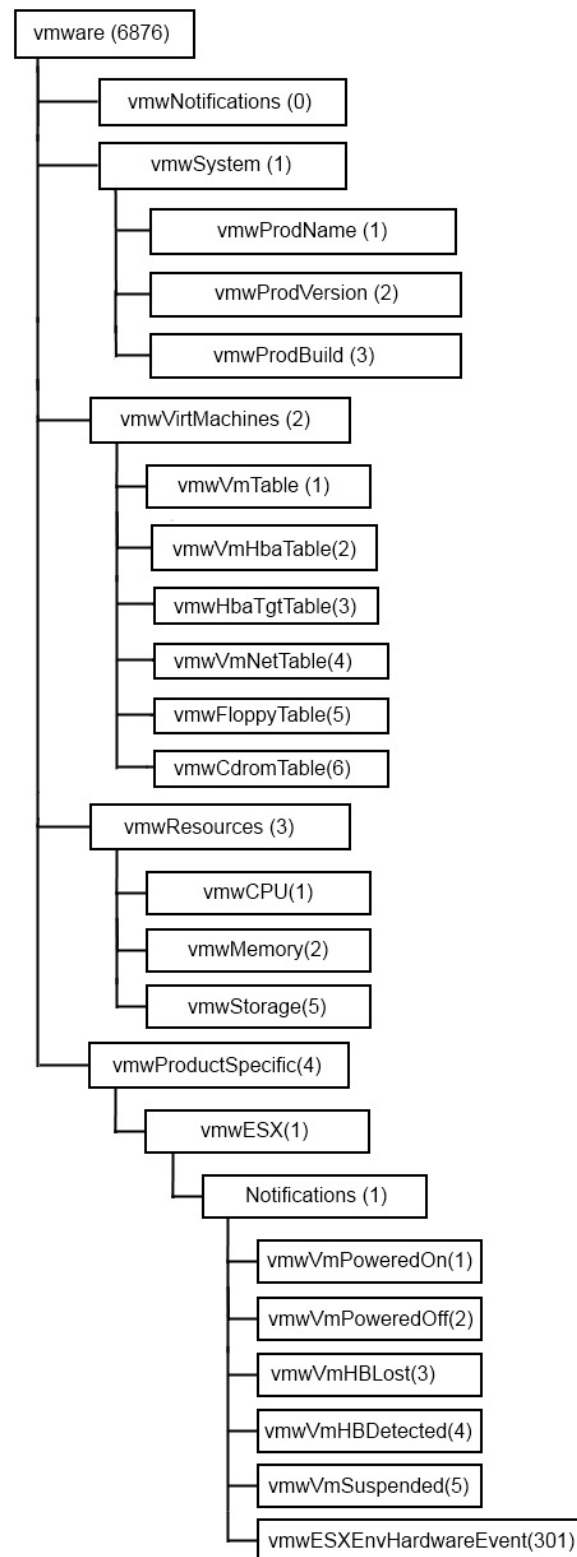 vmware (6876)
vmwNotifications (0)
vmwSystem (1)
vmwProdName (1)
vmwProdVersion (2)
vmwProdBuild (3)
vmwVirtMachines (2)
vmwVmTable (1)
vmwVmHbaTable(2)
vmwHbaTgtTable(3)
vmwVmNetTable(4)
vmwFloppyTable(5)
vmwCdromTable(6)
vmwResources (3)
vmwCPU(1)
vmwMemory(2)
vmwStorage(5)
vmwProductSpecific(4)
vmwESX(1)
Notifications (1)
vmwVmPoweredOn(1)
vmwVmPoweredOff(2)
vmwVmHBLost(3)
vmwVmHBDetected(4)
vmwVmSuspended(5)
vmwESXEnvHardwareEvent(301)